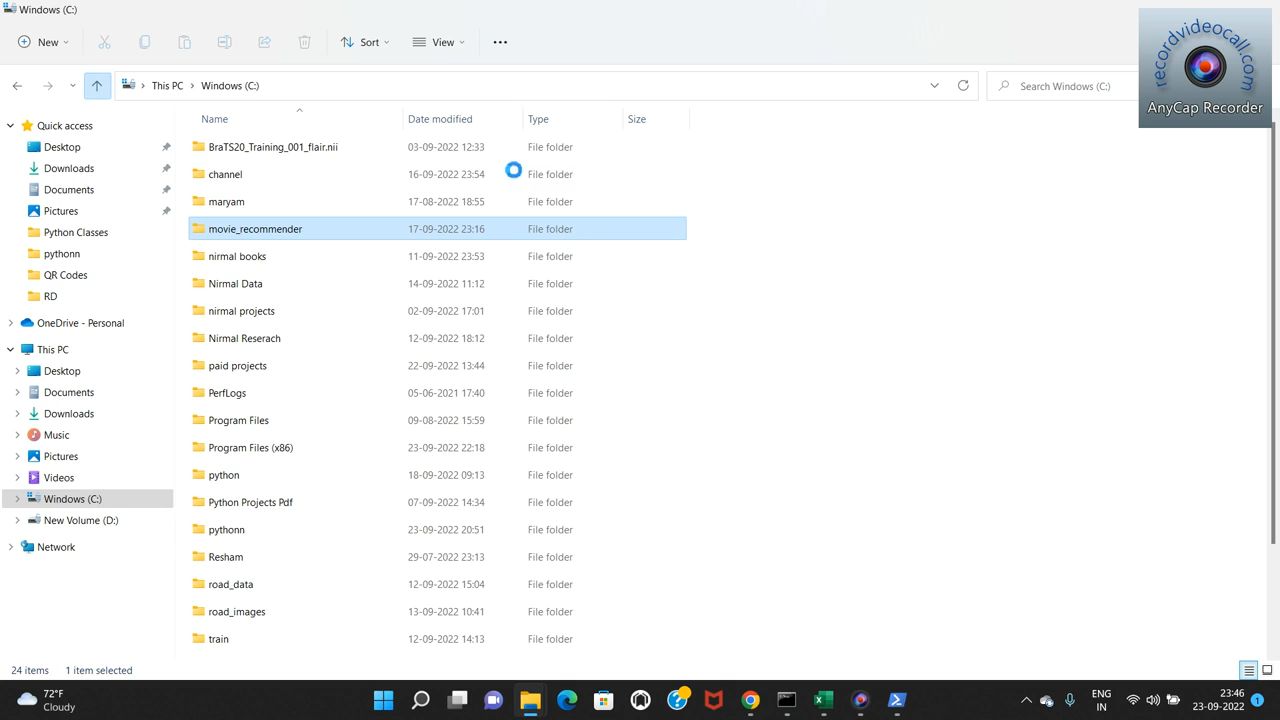 Windows (C:)
New
Sort
View
This PC
Windows (C:)
Search Windows (C:)
recordvideocall.com
AnyCap Recorder
Quick access
Desktop
Downloads
Documents
Pictures
Python Classes
pythonn
QR Codes
RD
OneDrive - Personal
This PC
Desktop
Documents
Downloads
Music
Pictures
Videos
Windows (C:)
New Volume (D:)
Network
Name Date modified Type Size
BraTS20_Training_001_flair.nii 03-09-2022 12:33 File folder
channel 16-09-2022 23:54 File folder
maryam 17-08-2022 18:55 File folder
movie_recommender 17-09-2022 23:16 File folder
nirmal books 11-09-2022 23:53 File folder
Nirmal Data 14-09-2022 11:12 File folder
nirmal projects 02-09-2022 17:01 File folder
Nirmal Reserach 12-09-2022 18:12 File folder
paid projects 22-09-2022 13:44 File folder
PerfLogs 05-06-2021 17:40 File folder
Program Files 09-08-2022 15:59 File folder
Program Files (x86) 23-09-2022 22:18 File folder
python 18-09-2022 09:13 File folder
Python Projects Pdf 07-09-2022 14:34 File folder
pythonn 23-09-2022 20:51 File folder
Resham 29-07-2022 23:13 File folder
road_data 12-09-2022 15:04 File folder
road_images 13-09-2022 10:41 File folder
train 12-09-2022 14:13 File folder
24 items 1 item selected
72°F
Cloudy
ENG
IN
23:46
23-09-2022
1